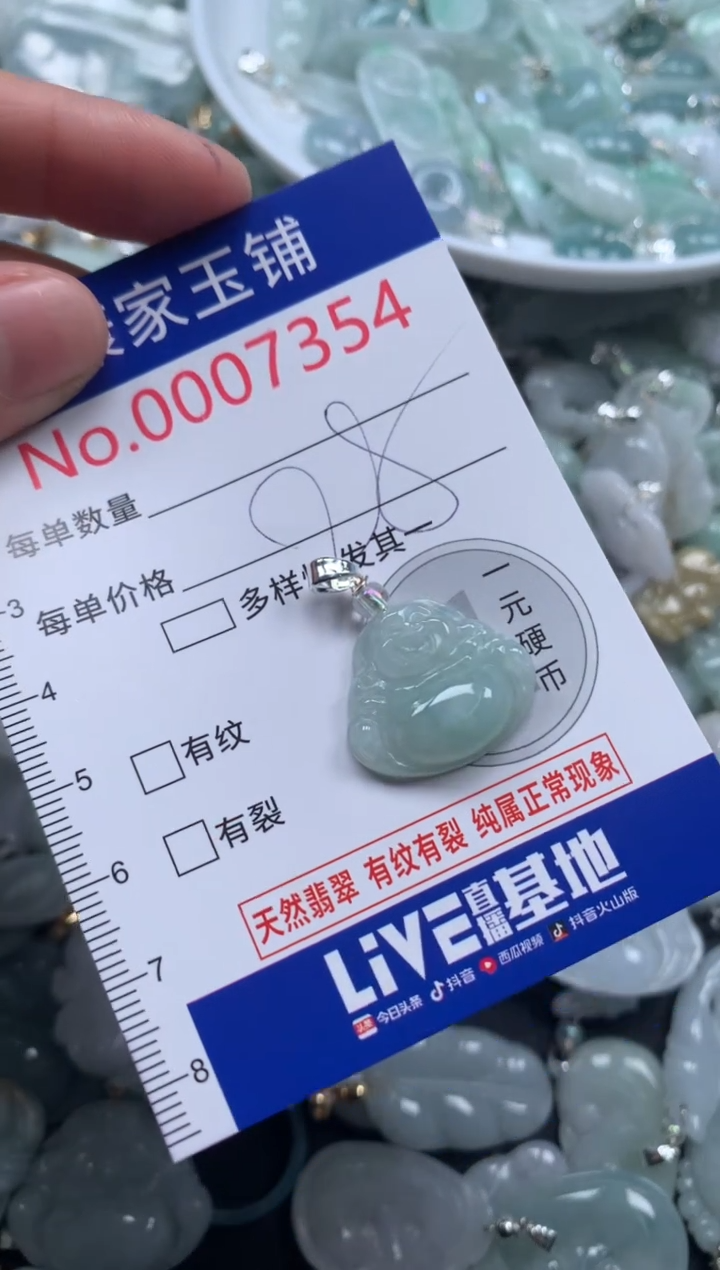 家玉铺
No.0007354
每单数量
每单价格
多样 发其一
一元硬币
有纹
有裂
天然翡翠 有纹有裂 纯属正常现象
LiVE直播基地
头条 今日头条 抖音 西瓜视频 抖音火山版
3
4
5
6
7
8